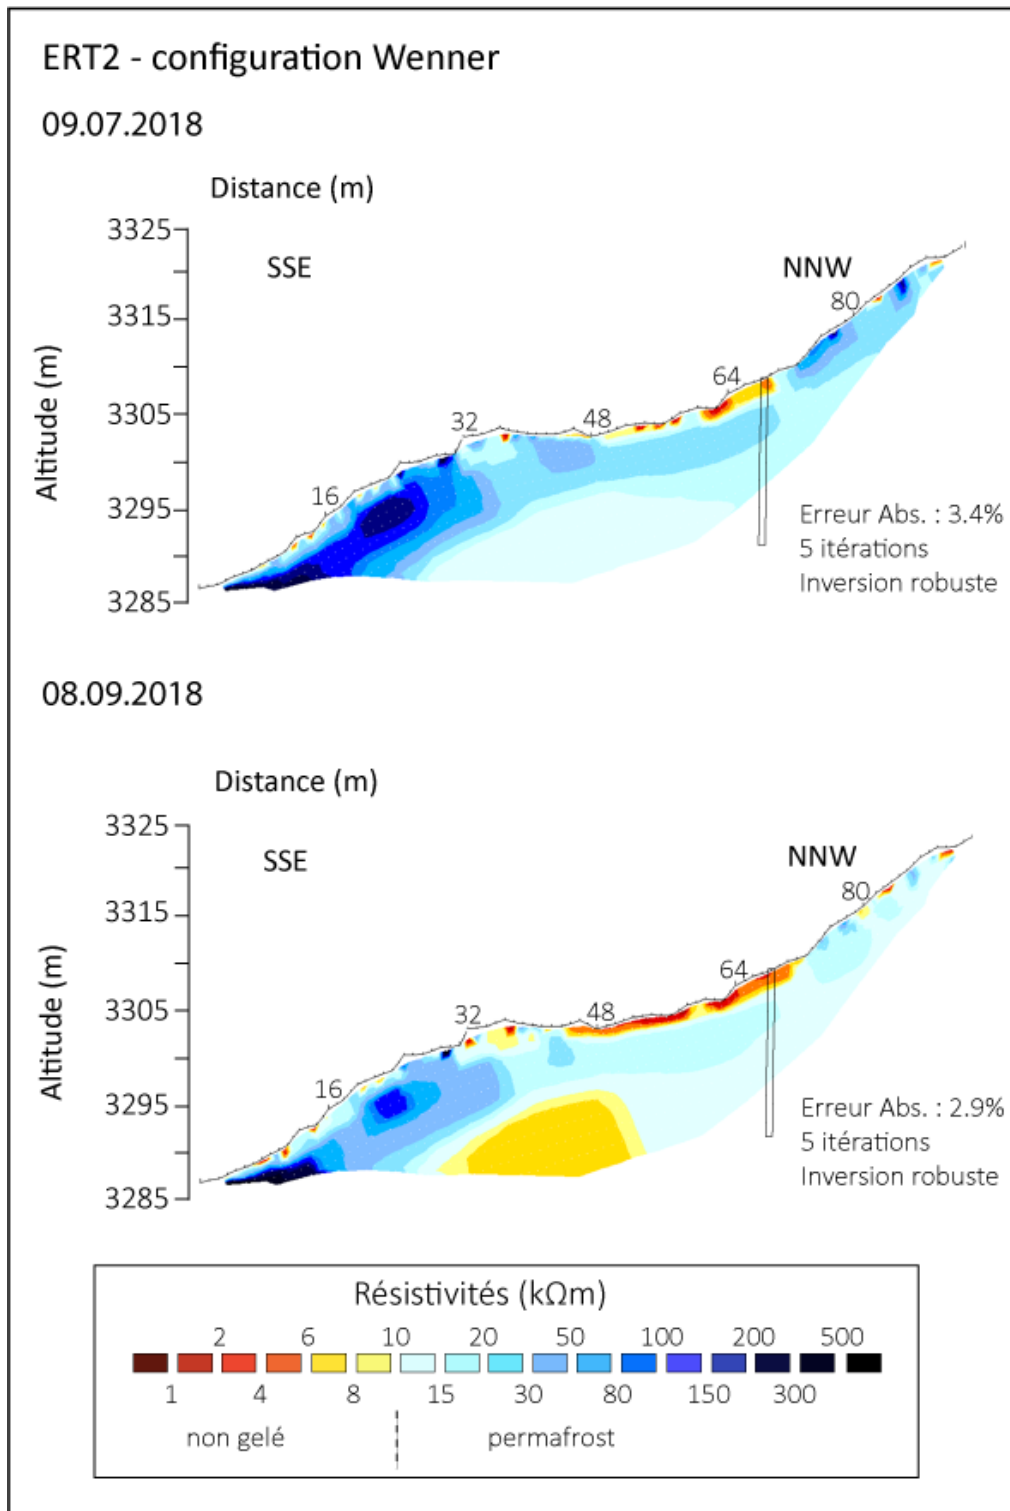 ERT2 - configuration Wenner
09.07.2018
Distance (m)
3325
SSE
NNW
3315
80
Altitude (m)
64
3305
32
48
3295
16
Erreur Abs. : 3.4%
5 itérations
Inversion robuste
3285
08.09.2018
Distance (m)
3325
SSE
NNW
3315
80
Altitude (m)
64
3305
32
48
3295
16
Erreur Abs. : 2.9%
5 itérations
Inversion robuste
3285
Résistivités (kΩm)
2 6 10 20 50 100 200 500
1 4 8 15 30 80 150 300
non gelé permafrost